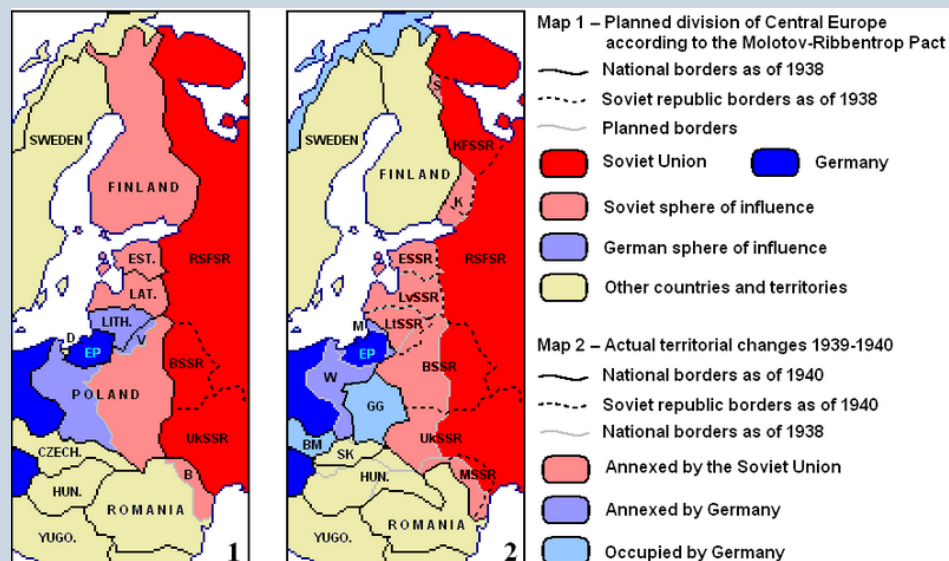 SWEDEN
FINLAND
EST.
RSFSR
LAT.
LITH.
D
V
EP
BSSR
POLAND
UkSSR
CZECH.
B
HUN.
ROMANIA
YUGO.
1
S
KFSSR
SWEDEN
FINLAND
K
ESSR
RSFSR
LvSSR
M
LtSSR
EP
BSSR
W
GG
UkSSR
BM
SK
MSSR
HUN.
ROMANIA
YUGO.
2
Map 1 – Planned division of Central Europe
according to the Molotov-Ribbentrop Pact
National borders as of 1938
Soviet republic borders as of 1938
Planned borders
Soviet Union
Germany
Soviet sphere of influence
German sphere of influence
Other countries and territories
Map 2 – Actual territorial changes 1939-1940
National borders as of 1940
Soviet republic borders as of 1940
National borders as of 1938
Annexed by the Soviet Union
Annexed by Germany
Occupied by Germany